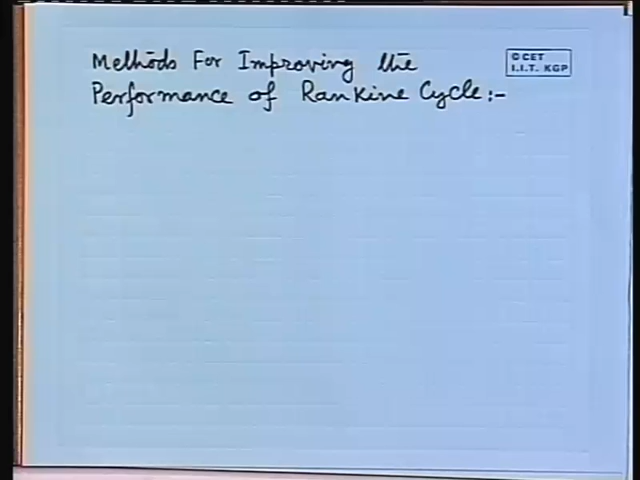 Methods For Improving the
Performance of Rankine Cycle:-
© CET
I.I.T. KGP